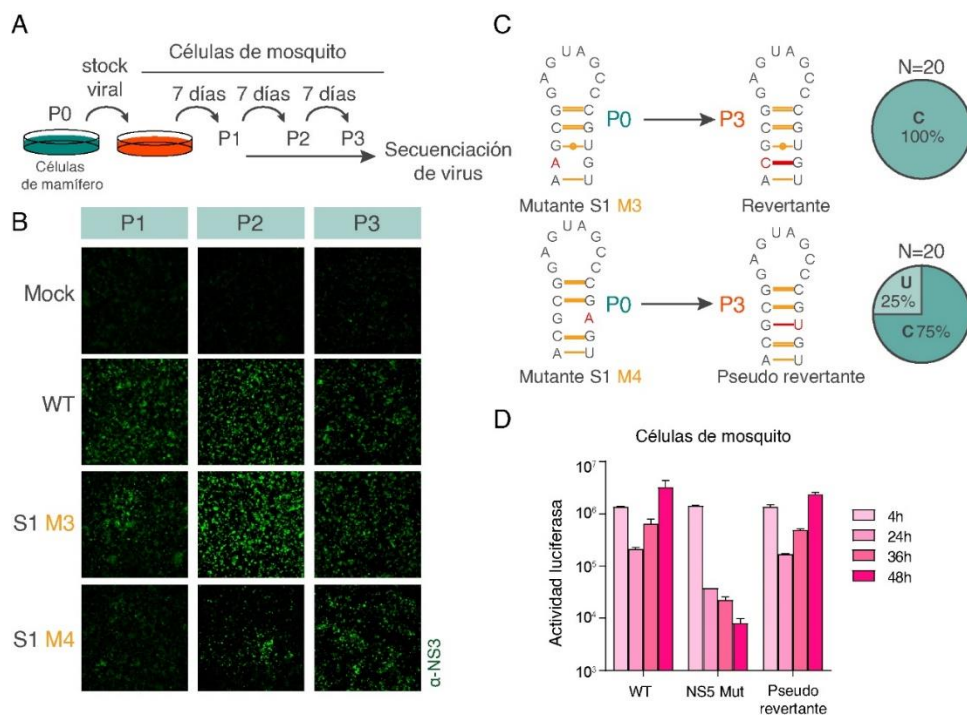 A
Células de mosquito
stock
viral
P0
7 días 7 días 7 días
P1 P2 P3
Células
de mamífero
Secuenciación
de virus
B
P1 P2 P3
Mock
WT
S1 M3
S1 M4
α-NS3
C
U A
G G
A C
G C
G C
C G
G U
A G
A U
Mutante S1 M3
P0
P3
U A
G G
A C
G C
G C
C G
G U
C G
A U
Revertante
N=20
C
100%
U A
G G
A C
G C
G C
C G
G A
C G
A U
Mutante S1 M4
P0
P3
U A
G G
A C
G C
G C
C G
G U
C G
A U
Pseudo revertante
N=20
U
25%
C 75%
D
Células de mosquito
Actividad luciferasa
10⁷
10⁶
10⁵
10⁴
10³
WT
NS5 Mut
Pseudo
revertante
4h
24h
36h
48h